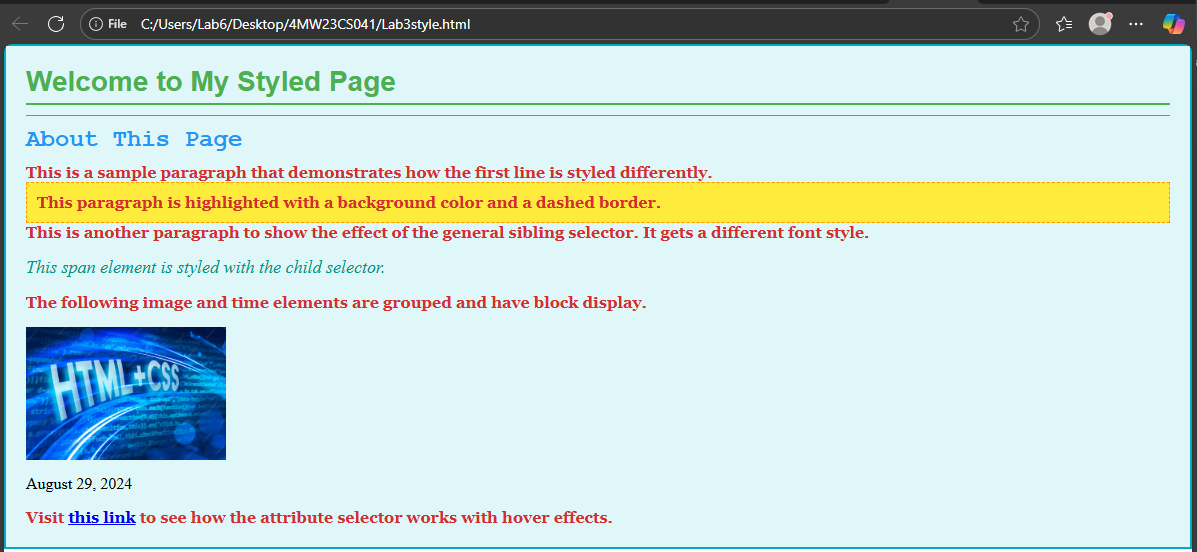 File C:/Users/Lab6/Desktop/4MW23CS041/Lab3style.html
Welcome to My Styled Page
About This Page
This is a sample paragraph that demonstrates how the first line is styled differently.
This paragraph is highlighted with a background color and a dashed border.
This is another paragraph to show the effect of the general sibling selector. It gets a different font style.
This span element is styled with the child selector.
The following image and time elements are grouped and have block display.
HTML+CSS
August 29, 2024
Visit this link to see how the attribute selector works with hover effects.